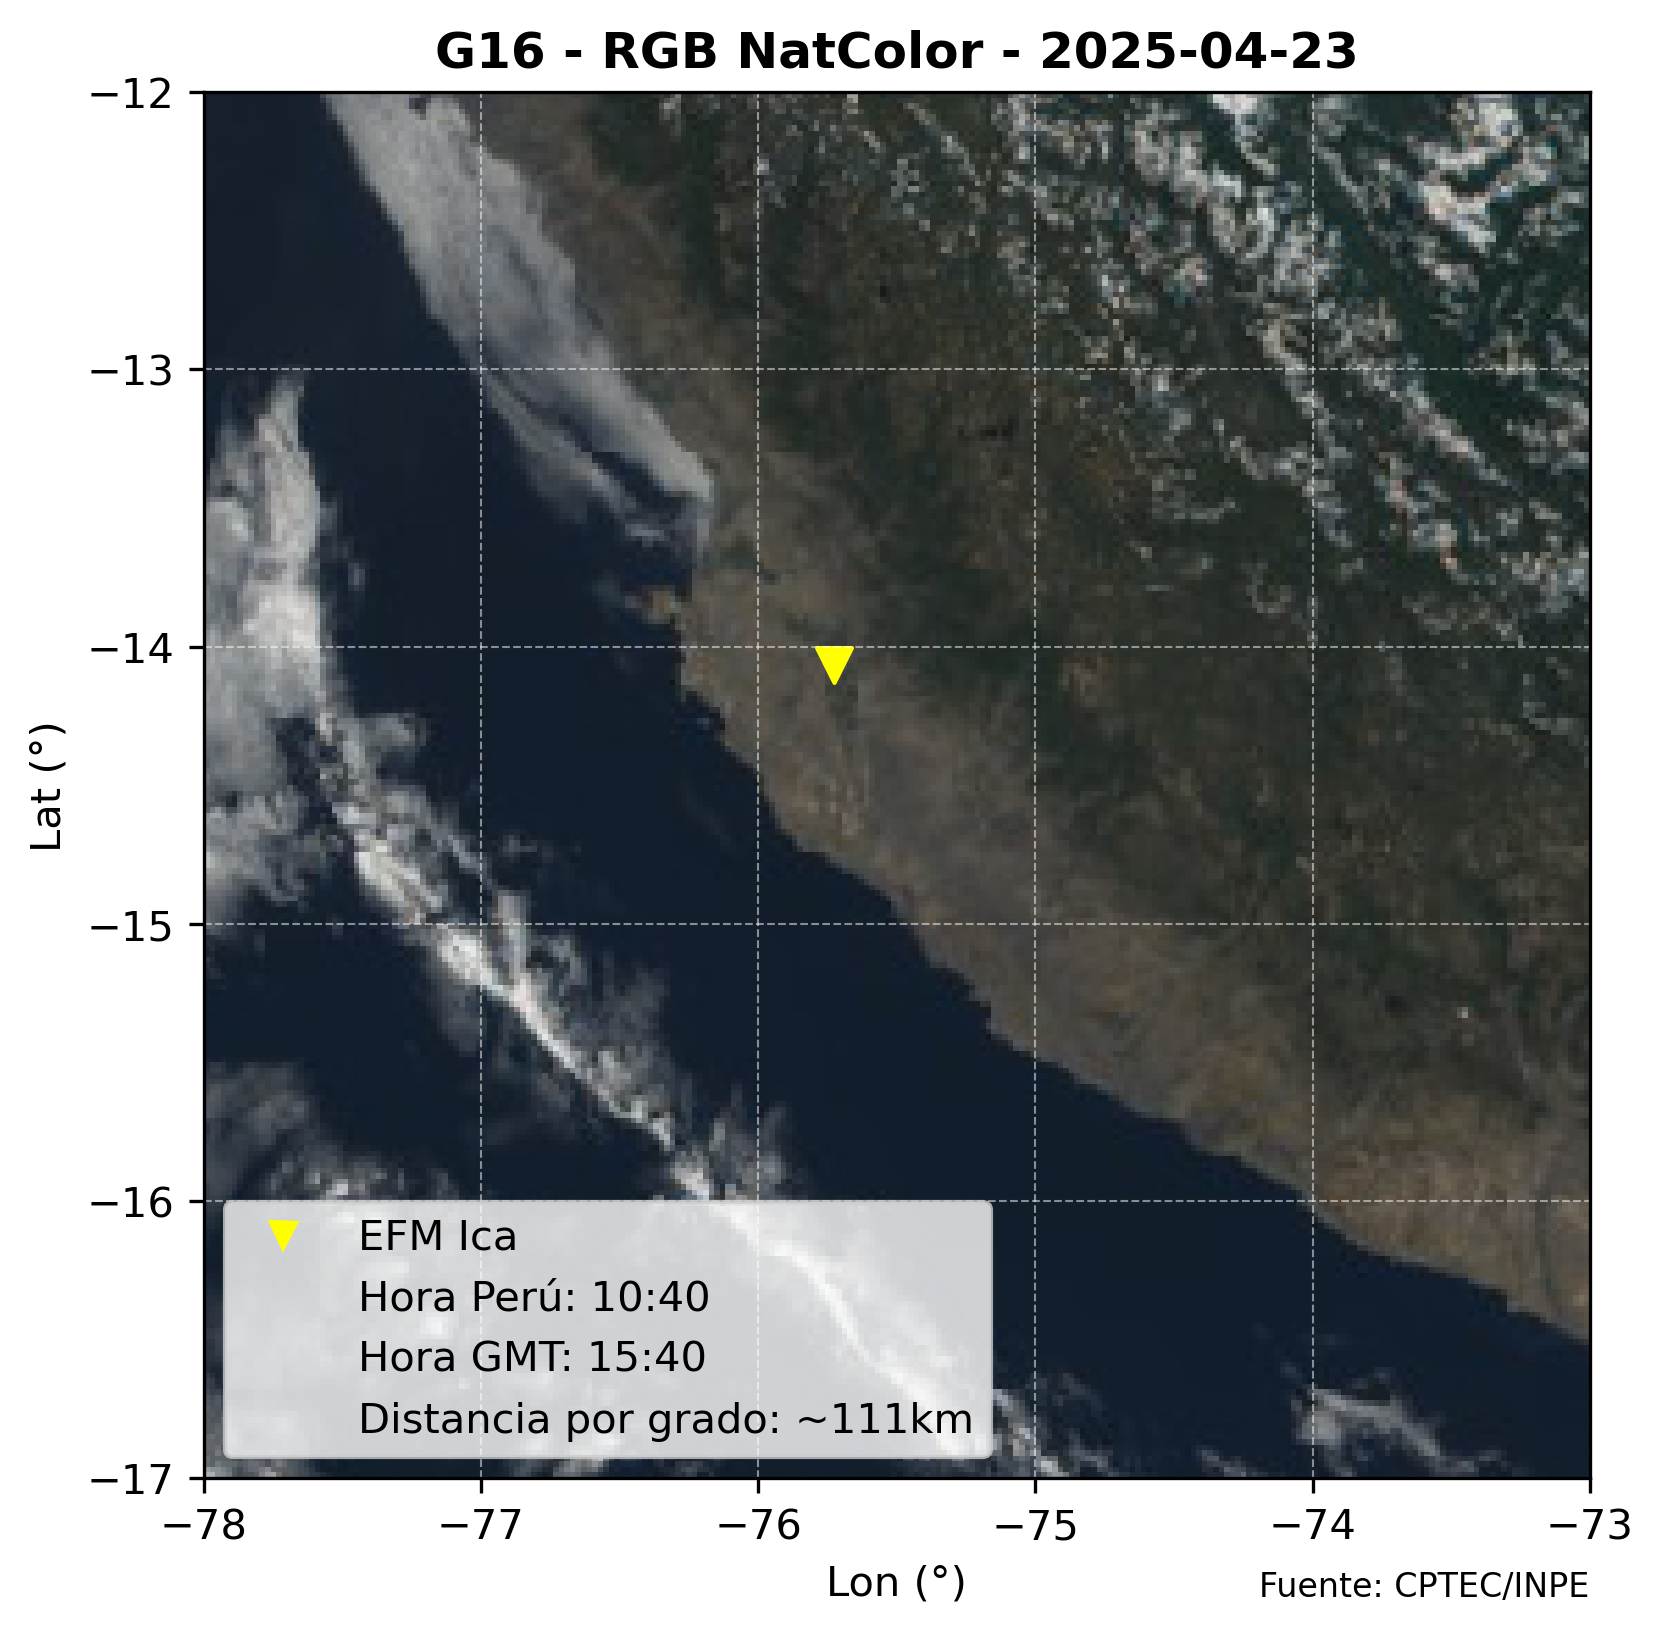 G16 - RGB NatColor - 2025-04-23
−12
−13
−14
−15
−16
−17
Lat (°)
EFM Ica
Hora Perú: 10:40
Hora GMT: 15:40
Distancia por grado: ~111km
−78 −77 −76 −75 −74 −73
Lon (°)
Fuente: CPTEC/INPE